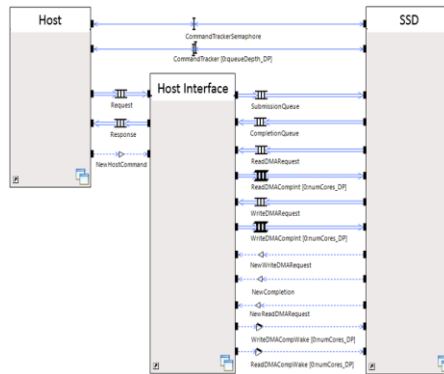 Host
SSD
CommandTrackerSemaphore
CommandTracker [0:queueDepth_DP]
Host Interface
Request
SubmissionQueue
Response
CompletionQueue
NewHostCommand
ReadDMARequest
ReadDMACompInt [0:numCores_DP]
WriteDMARequest
WriteDMACompInt [0:numCores_DP]
NewWriteDMARequest
NewCompletion
NewReadDMARequest
WriteDMACompWake [0:numCores_DP]
ReadDMACompWake [0:numCores_DP]